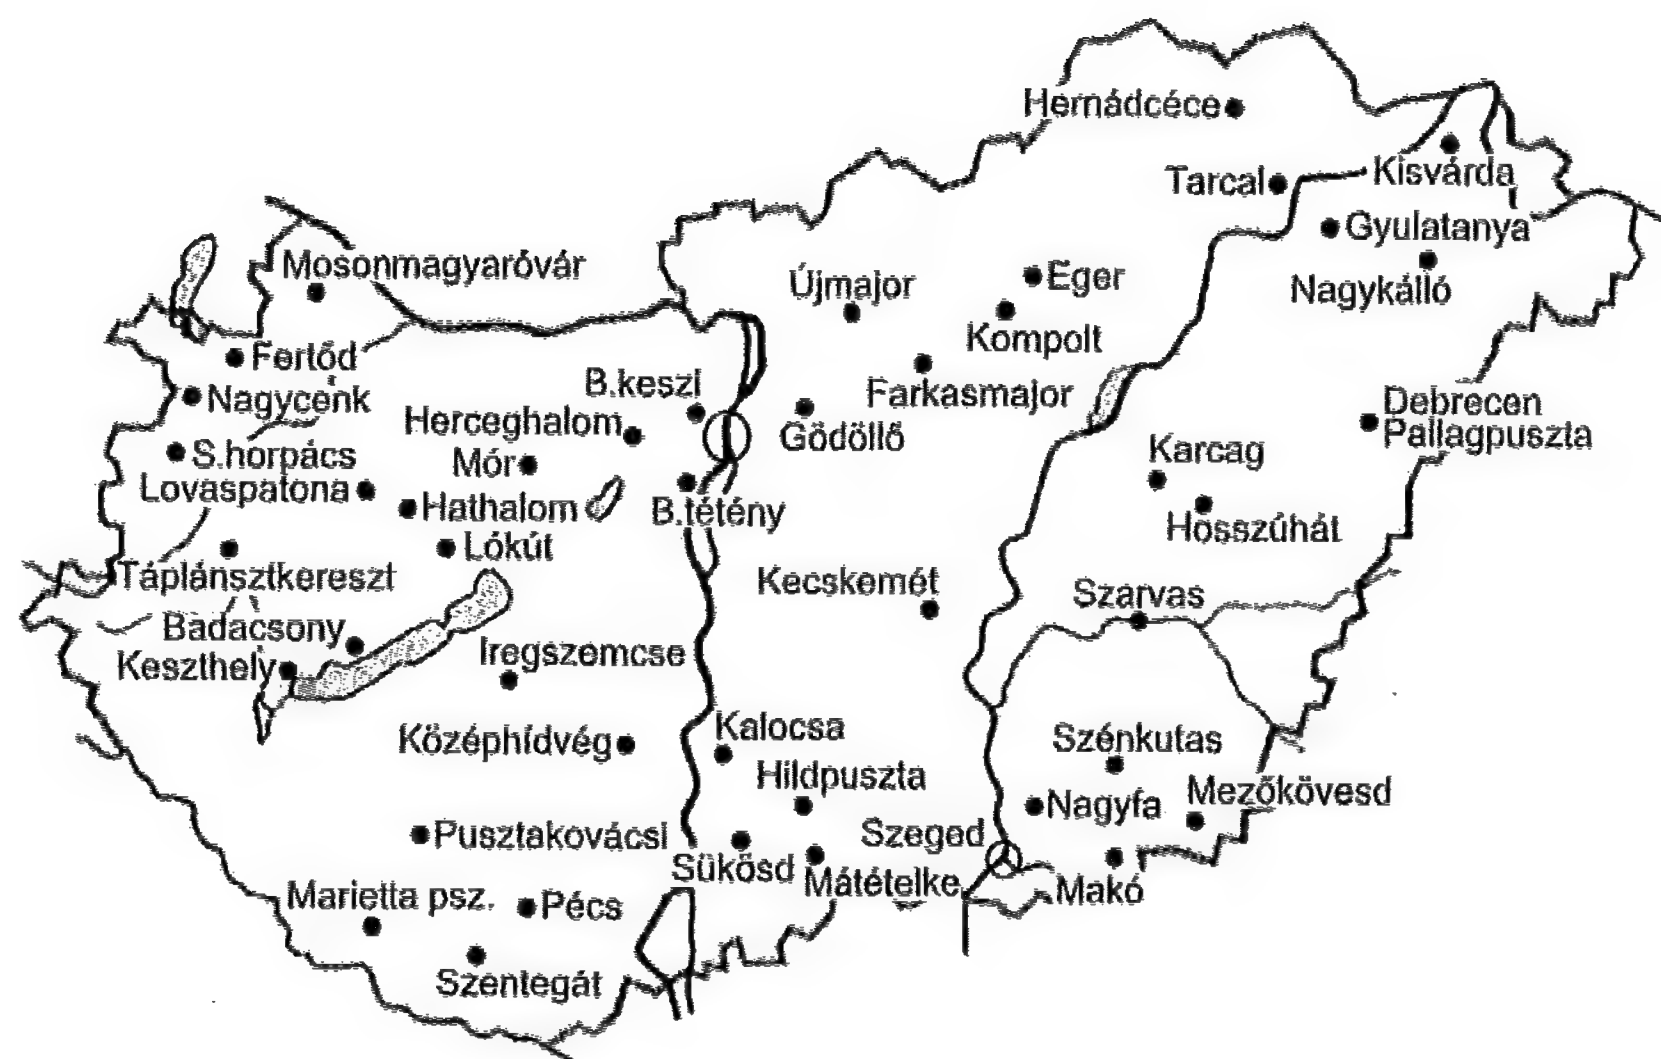 Hernádcéce
Tarcal
Kisvárda
Gyulatanya
Mosonmagyaróvár
Újmajor
Eger
Nagykálló
Kompolt
Fertőd
B.keszi
Farkasmajor
Nagycenk
Debrecen
Herceghalom
Gödöllő
Pallagpuszta
S.horpács
Mór
Karcag
Lovaspatona
Hathalom
B.tétény
Hosszúhát
Lókút
Táplánsztkereszt
Kecskemét
Szarvas
Badacsony
Keszthely
Iregszemcse
Kalocsa
Középhídvég
Szénkutas
Hildpuszta
Mezőkövesd
Nagyfa
Pusztakovácsi
Szeged
Sükösd
Mátételke
Makó
Marietta psz.
Pécs
Szentegát